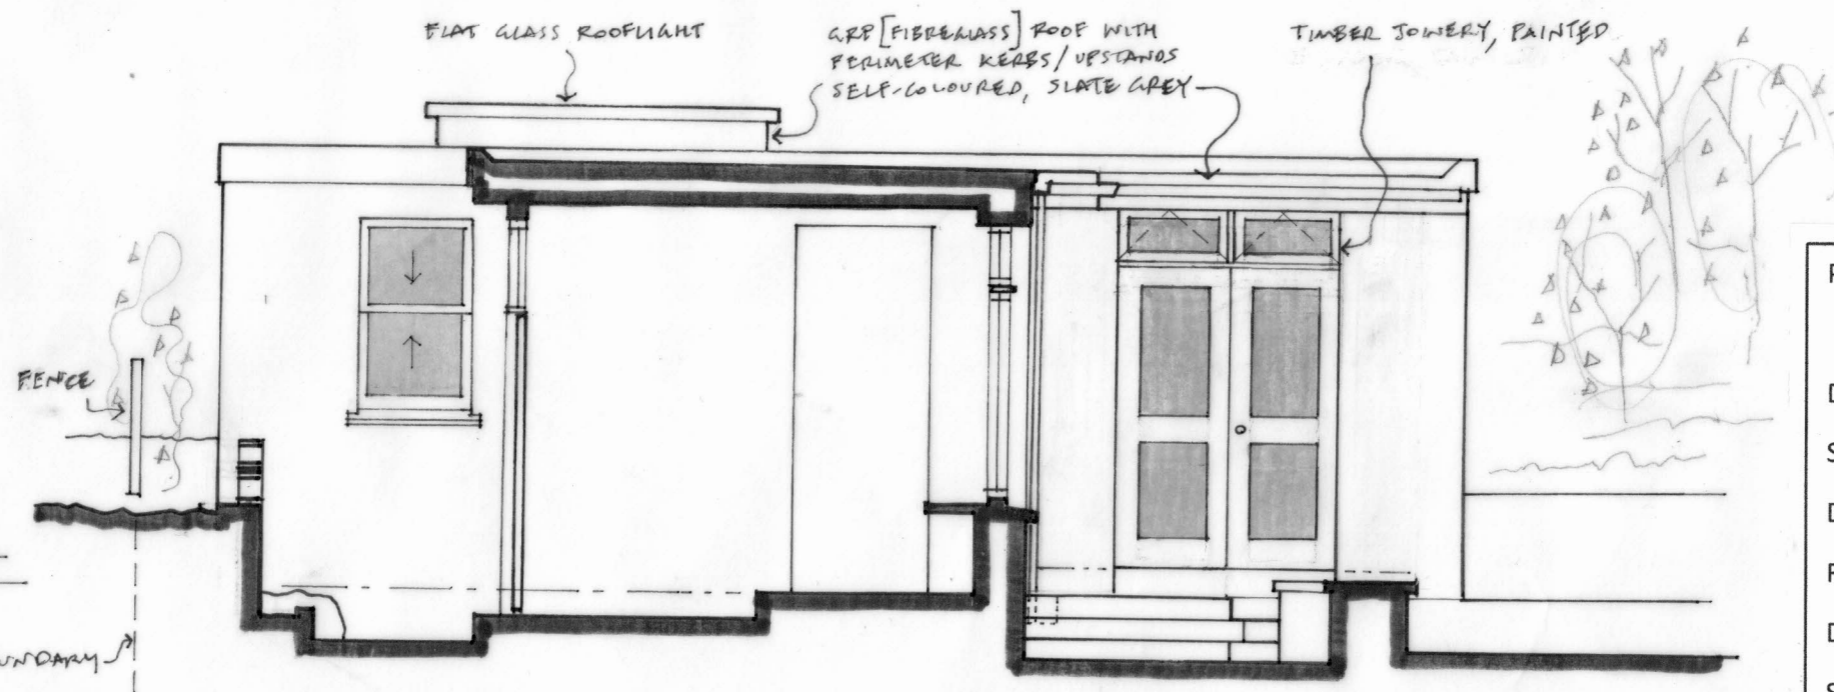 FLAT GLASS ROOFLIGHT
GRP [FIBREGLASS] ROOF WITH
PERIMETER KERBS/UPSTANDS
SELF-COLOURED, SLATE GREY
TIMBER JOINERY, PAINTED
FENCE
UNDARY